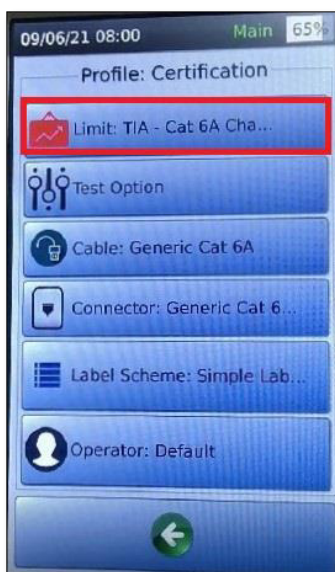 09/06/21 08:00 Main 65%
Profile: Certification
Limit: TIA - Cat 6A Cha...
Test Option
Cable: Generic Cat 6A
Connector: Generic Cat 6...
Label Scheme: Simple Lab...
Operator: Default